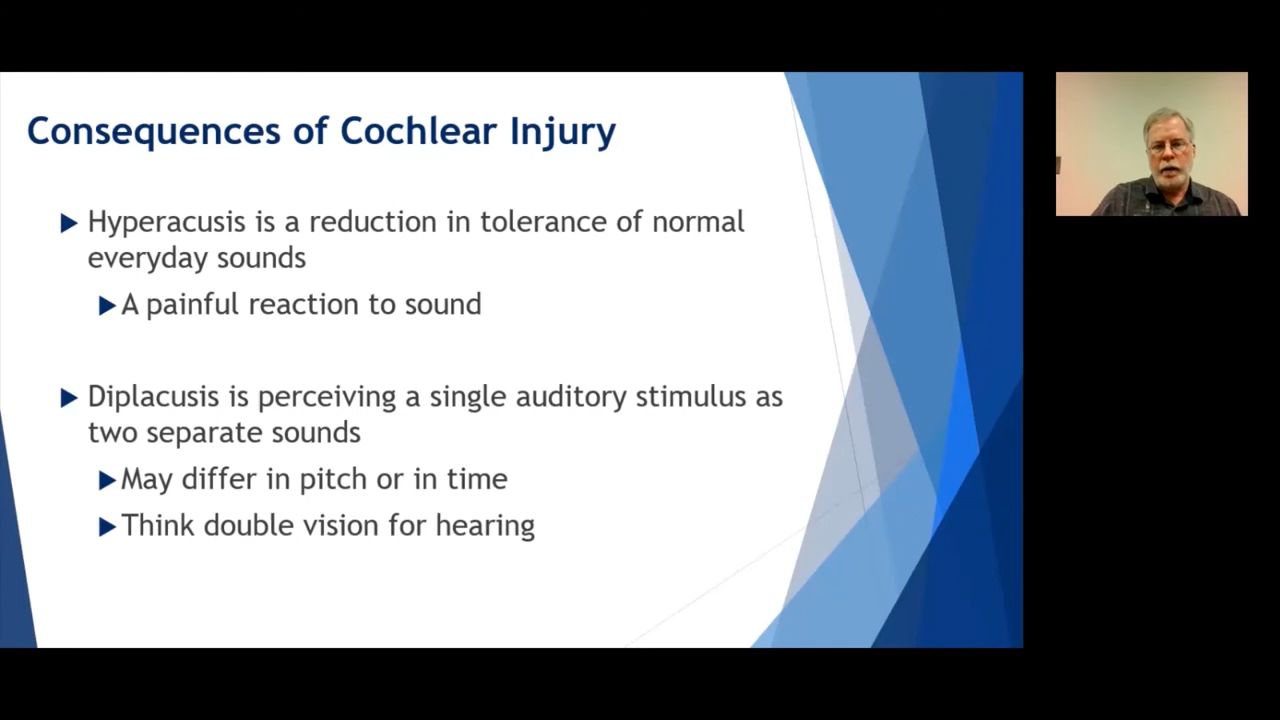 Consequences of Cochlear Injury
Hyperacusis is a reduction in tolerance of normal
everyday sounds
A painful reaction to sound
Diplacusis is perceiving a single auditory stimulus as
two separate sounds
May differ in pitch or in time
Think double vision for hearing